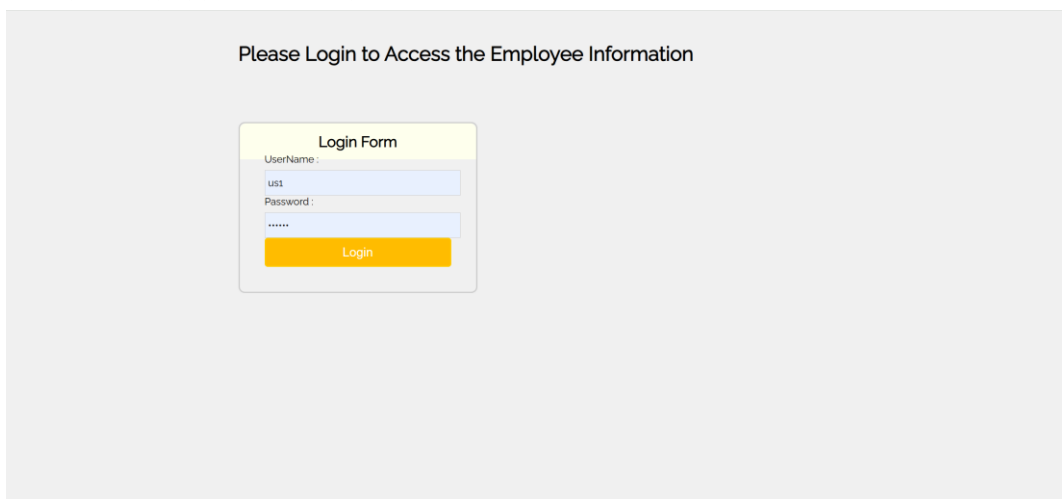 Please Login to Access the Employee Information
Login Form
UserName :
us1
Password :
••••••
Login